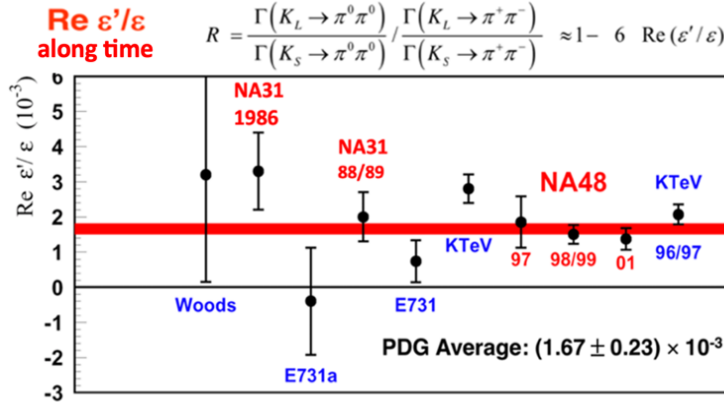 Re ε'/ε
along time
R = Γ(K_L → π⁰π⁰) / Γ(K_S → π⁰π⁰) / Γ(K_L → π⁺π⁻) / Γ(K_S → π⁺π⁻) ≈ 1 − 6 Re(ε'/ε)
Re ε'/ε (10⁻³)
6
5
4
3
2
1
0
-1
-2
-3
NA31
1986
NA31
88/89
NA48
KTeV
KTeV
97
98/99
01
96/97
Woods
E731
E731a
PDG Average: (1.67 ± 0.23) × 10⁻³